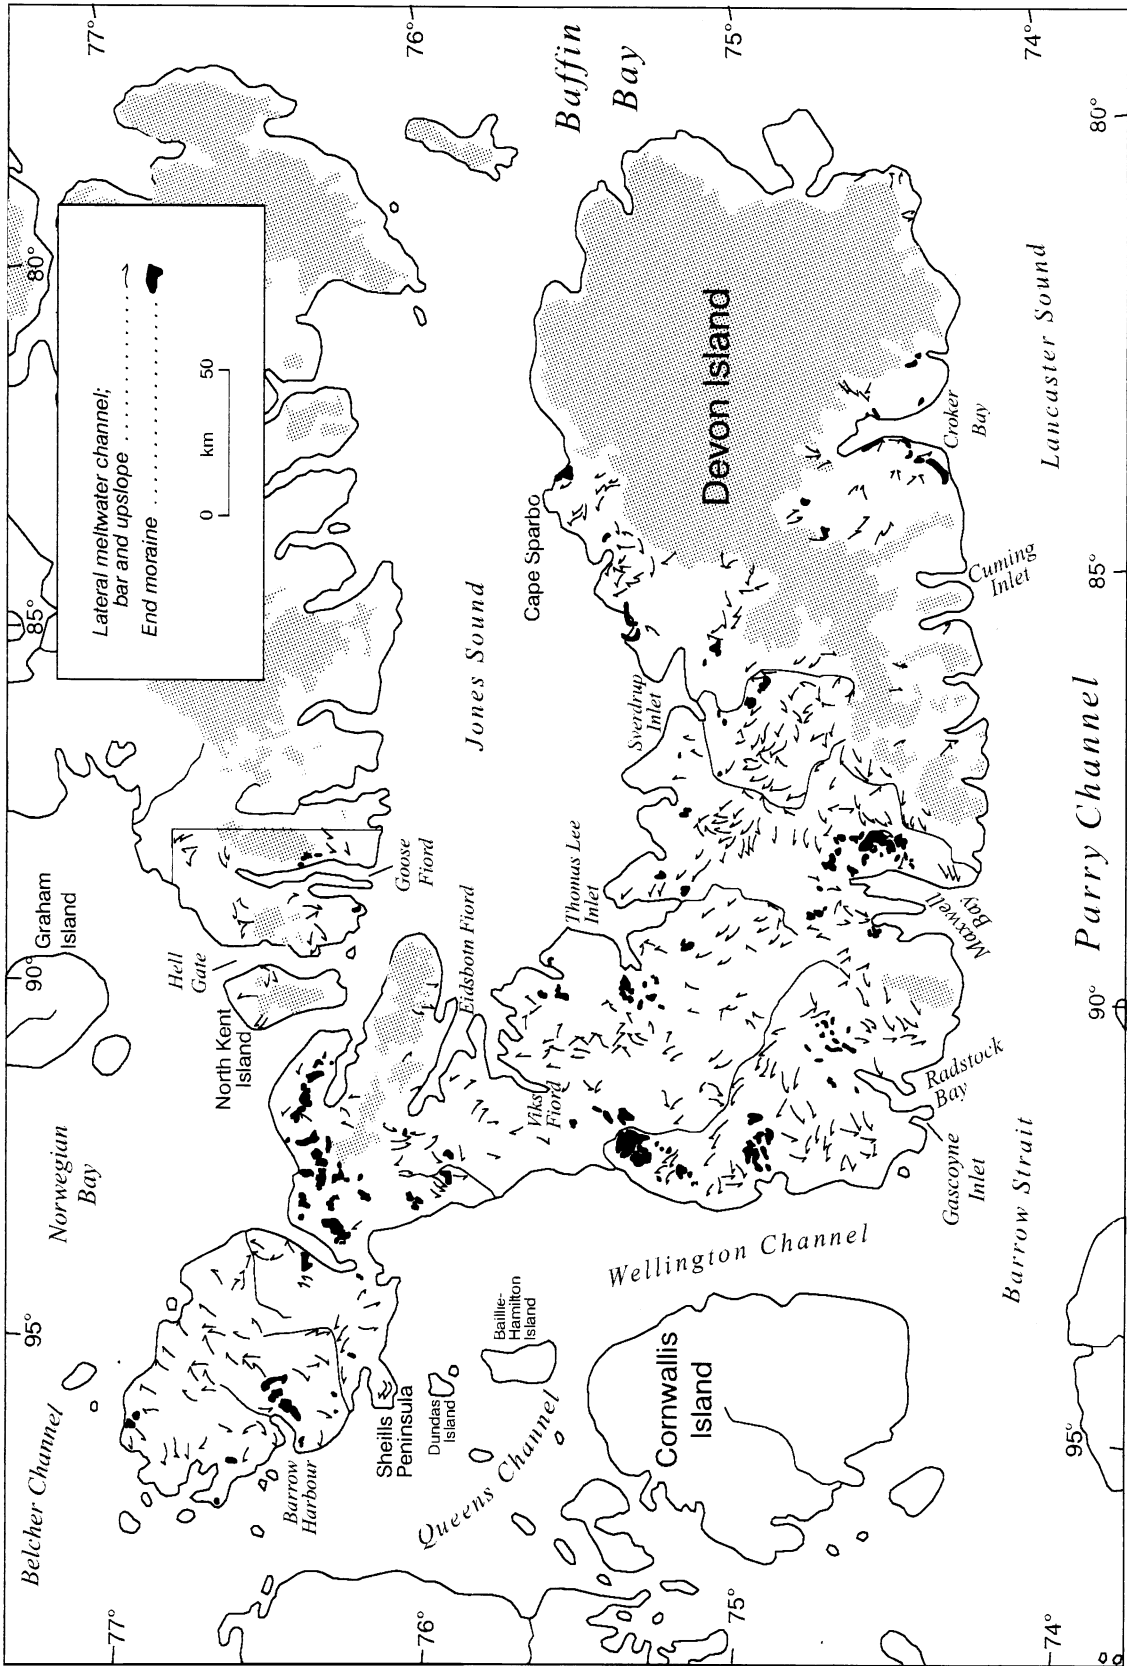 Belcher Channel
Norwegian
Bay
Graham
Island
Hell
Gate
North Kent
Island
Goose
Fiord
Eidsbotn Fiord
Barrow
Harbour
Sheills
Peninsula
Dundas
Island
Baillie-
Hamilton
Island
Queens Channel
Wellington Channel
Cornwallis
Island
Viks
Fiord
Thomas Lee
Inlet
Sverdrup
Inlet
Jones Sound
Cape Sparbo
Baffin
Bay
Devon Island
Lancaster Sound
Croker
Bay
Cuming
Inlet
Maxwell
Bay
Radstock
Bay
Gascoyne
Inlet
Barrow Strait
Parry Channel
Lateral meltwater channel;
bar and upslope
End moraine
0 km 50
95°
90°
85°
80°
77°
76°
75°
74°
77°
76°
75°
74°
95°
90°
85°
80°